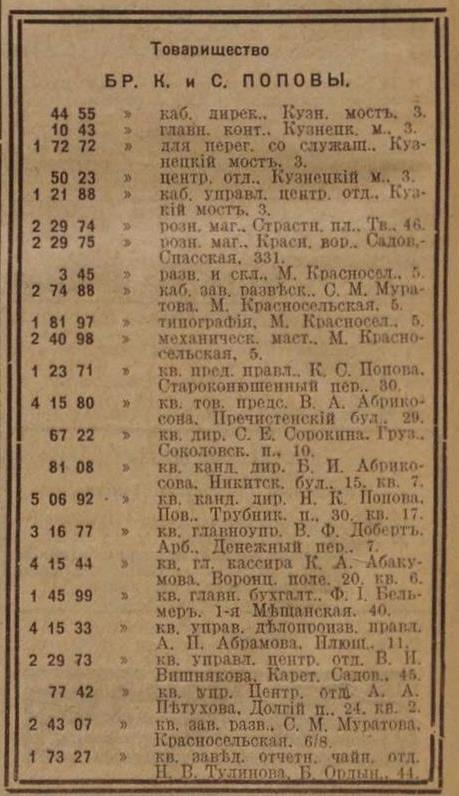 Товарищество
БР. К. и С. ПОПОВЫ.
44 55 » каб. дирек., Кузн. мостъ, 3.
10 43 » главн. конт., Кузнецк. м., 3.
1 72 72 » для перег. со служащ., Куз-
нецкій мостъ, 3.
50 23 » центр. отд., Кузнецкій м., 3.
1 21 88 » каб. управл. центр. отд., Куз-
кій мостъ, 3.
2 29 74 » розн. маг., Страстн. пл., Тв., 46.
2 29 75 » розн. маг., Красн. вор., Садов.-
Спасская, 331.
3 45 » разв. и скл., М. Красносел., 5.
2 74 88 » каб. зав. развѣск., С. М. Мура-
това, М. Красносельская, 5.
1 81 97 » типографія, М. Красносел., 5.
2 40 98 » механическ. маст., М. Красно-
сельская, 5.
1 23 71 » кв. пред. правл., К. С. Попова,
Староконюшенный пер., 30.
4 15 80 » кв. тов. предс. В. А. Абрико-
сова, Пречистенскій бул., 29.
67 22 » кв. дир. С. Е. Сорокина, Груз.,
Соколовск. п., 10.
81 08 » кв. канд. дир. Б. И. Абрико-
сова, Никитск. бул., 15, кв. 7.
5 06 92 » кв. канд. дир. Н. К. Попова,
Пов., Трубник. п., 30, кв. 17.
3 16 77 » кв. главноупр. В. Ф. Добертъ,
Арб., Денежный пер., 7.
4 15 44 » кв. гл. кассира К. А. Абаку-
мова, Воронц. поле, 20, кв. 6.
1 45 99 » кв. главн. бухгалт., Ф. І. Бель-
меръ, 1-я Мѣщанская, 40.
4 15 33 » кв. управ. дѣлопроизв. правл.
А. П. Абрамова, Плющ., 11.
2 29 73 » кв. управл. центр. отд. В. Н.
Вишнякова, Карет. Садов., 45.
77 42 » кв. упр. Центр. отд. А. А.
Пѣтухова, Долгій п., 24, кв. 2.
2 43 07 » кв. зав. разв., С. М. Муратова,
Красносельская, 6/8.
1 73 27 » кв. завѣд. отчетн. чайн. отд.
Н. В. Тулинова, Б. Ордын., 44.